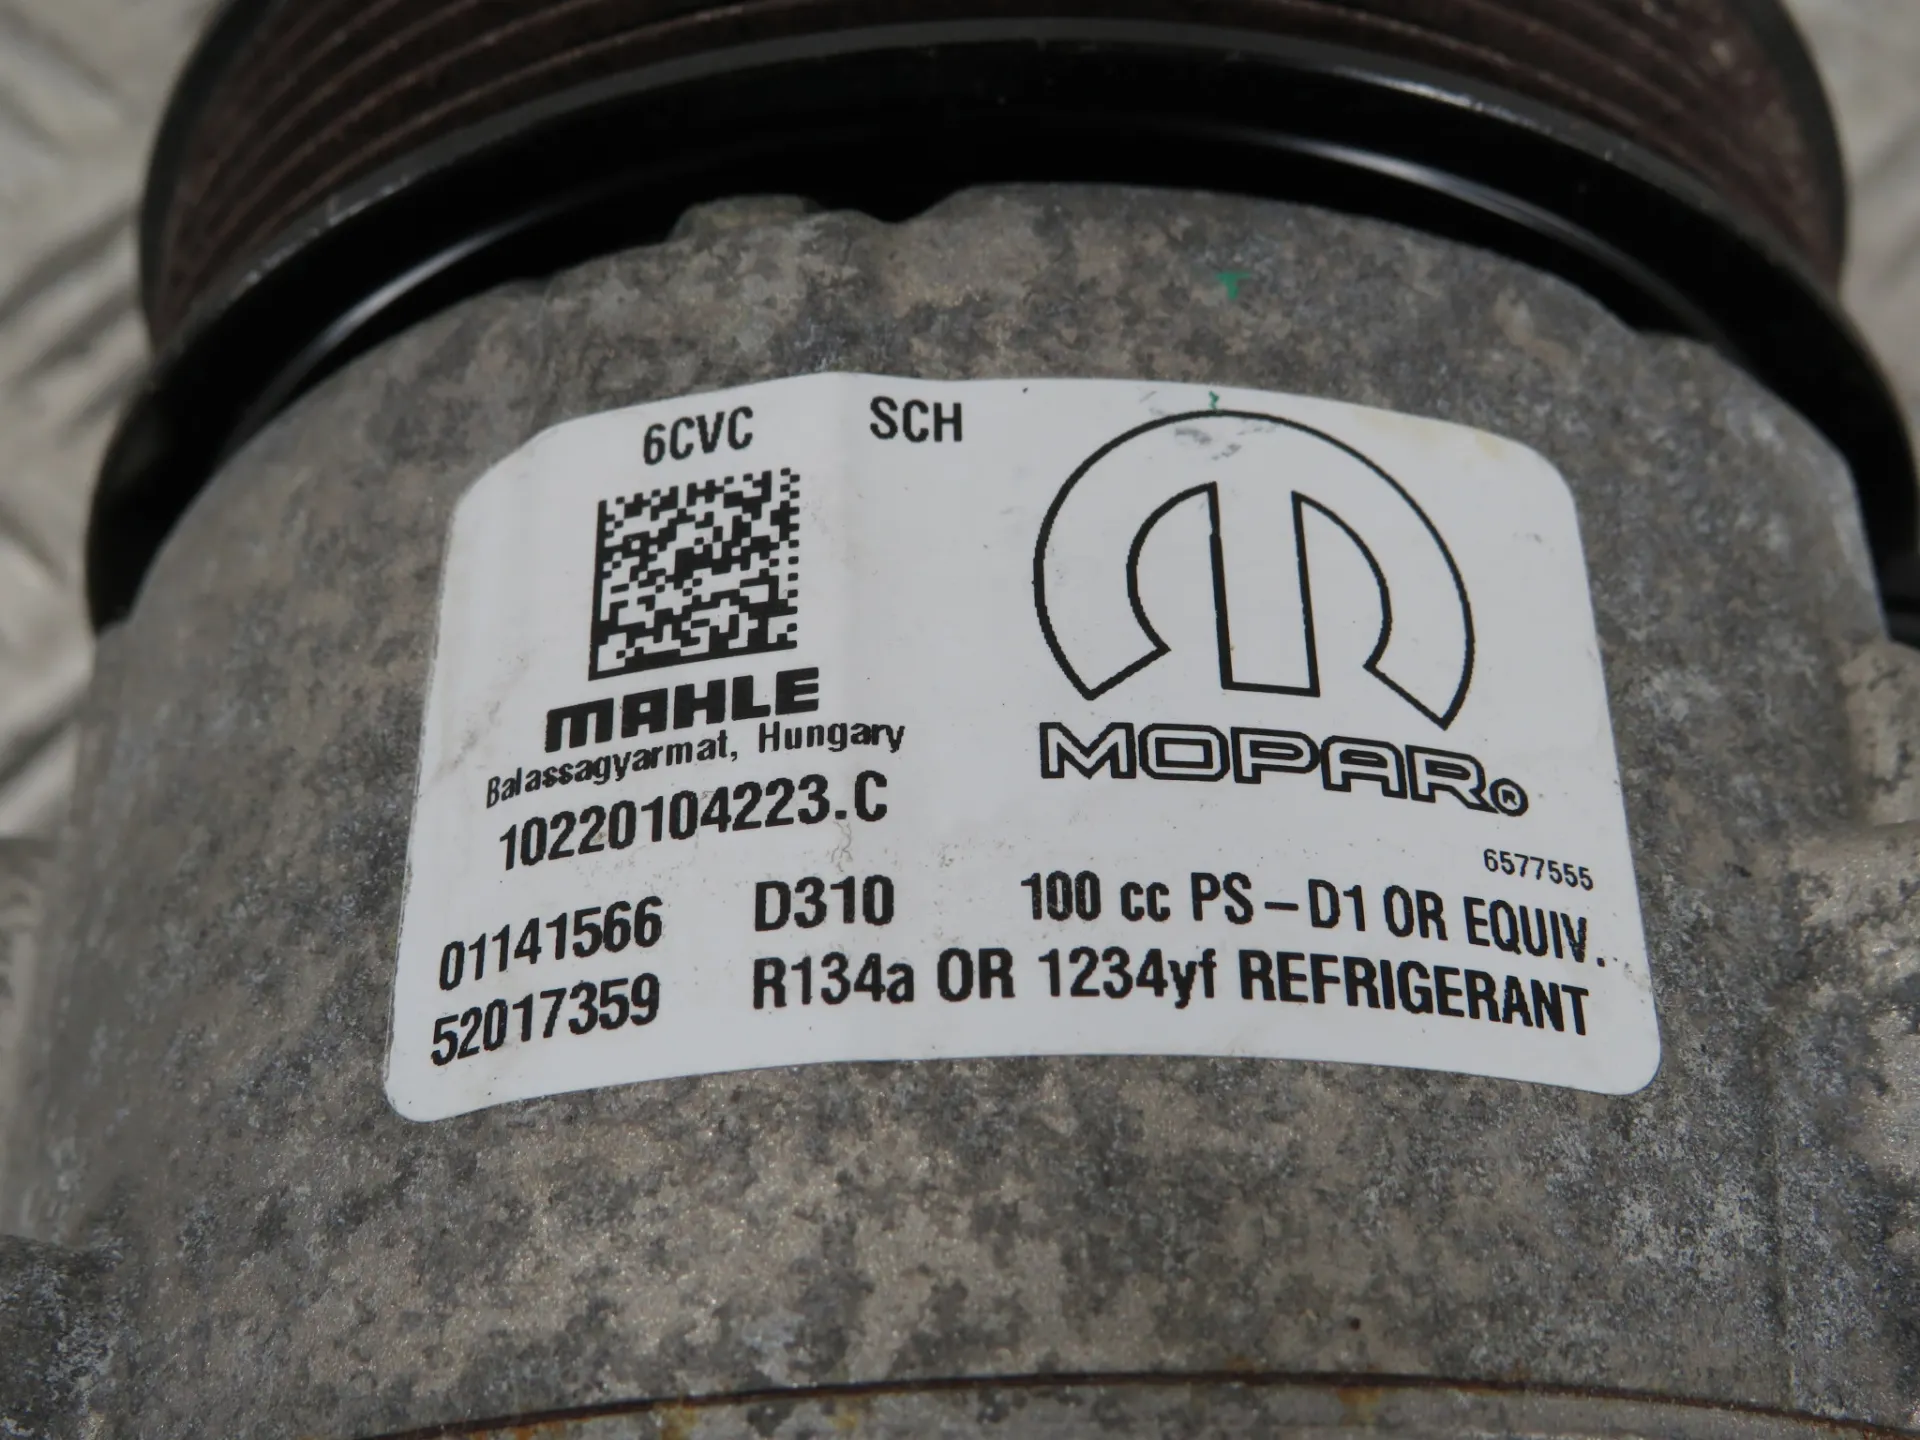 6CVC SCH
MAHLE
Balassagyarmat, Hungary
10220104223.C
MOPAR®
6577555
01141566 D310 100 cc PS-D1 OR EQUIV.
52017359 R134a OR 1234yf REFRIGERANT